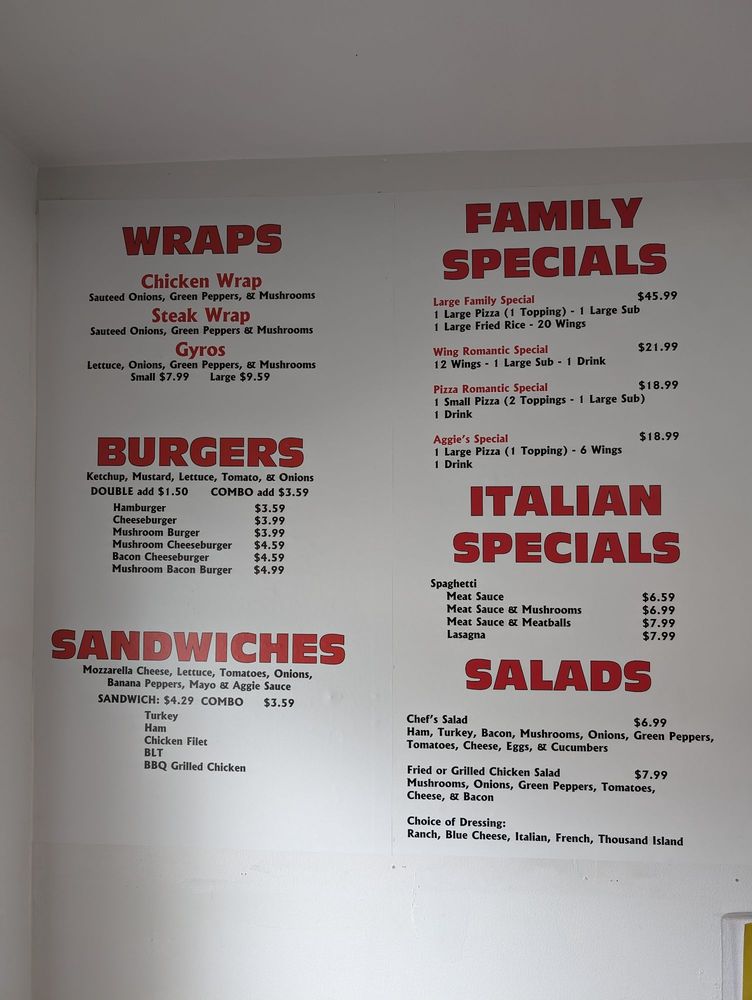 WRAPS
Chicken Wrap
Sauteed Onions, Green Peppers, & Mushrooms
Steak Wrap
Sauteed Onions, Green Peppers & Mushrooms
Gyros
Lettuce, Onions, Green Peppers, & Mushrooms
Small $7.99 Large $9.59
BURGERS
Ketchup, Mustard, Lettuce, Tomato, & Onions
DOUBLE add $1.50 COMBO add $3.59
Hamburger $3.59
Cheeseburger $3.99
Mushroom Burger $3.99
Mushroom Cheeseburger $4.59
Bacon Cheeseburger $4.59
Mushroom Bacon Burger $4.99
SANDWICHES
Mozzarella Cheese, Lettuce, Tomatoes, Onions,
Banana Peppers, Mayo & Aggie Sauce
SANDWICH: $4.29 COMBO $3.59
Turkey
Ham
Chicken Filet
BLT
BBQ Grilled Chicken
FAMILY
SPECIALS
Large Family Special $45.99
1 Large Pizza (1 Topping) - 1 Large Sub
1 Large Fried Rice - 20 Wings
Wing Romantic Special $21.99
12 Wings - 1 Large Sub - 1 Drink
Pizza Romantic Special $18.99
1 Small Pizza (2 Toppings - 1 Large Sub)
1 Drink
Aggie's Special $18.99
1 Large Pizza (1 Topping) - 6 Wings
1 Drink
ITALIAN
SPECIALS
Spaghetti
Meat Sauce $6.59
Meat Sauce & Mushrooms $6.99
Meat Sauce & Meatballs $7.99
Lasagna $7.99
SALADS
Chef's Salad $6.99
Ham, Turkey, Bacon, Mushrooms, Onions, Green Peppers,
Tomatoes, Cheese, Eggs, & Cucumbers
Fried or Grilled Chicken Salad $7.99
Mushrooms, Onions, Green Peppers, Tomatoes,
Cheese, & Bacon
Choice of Dressing:
Ranch, Blue Cheese, Italian, French, Thousand Island